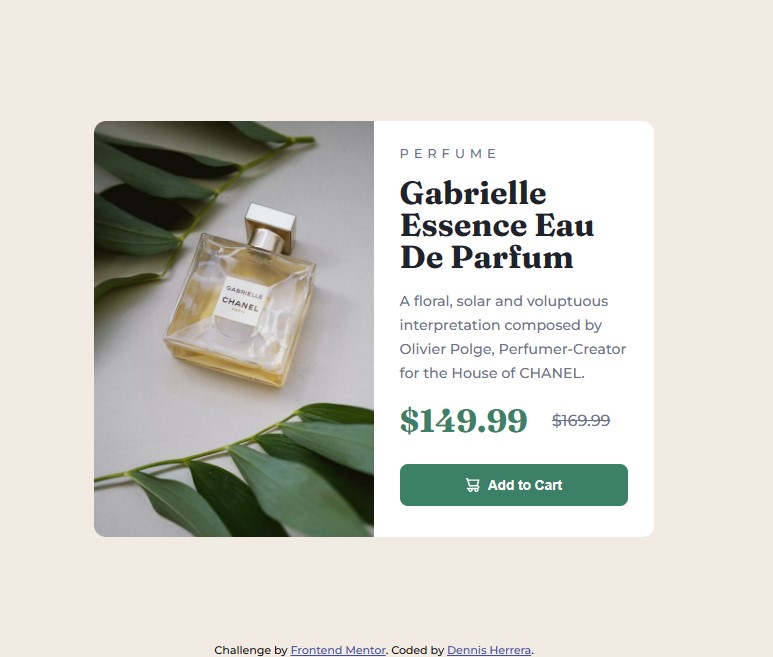 GABRIELLE
CHANEL
PARIS
PERFUME
Gabrielle
Essence Eau
De Parfum
A floral, solar and voluptuous
interpretation composed by
Olivier Polge, Perfumer-Creator
for the House of CHANEL.
$149.99 $169.99
Add to Cart
Challenge by Frontend Mentor. Coded by Dennis Herrera.